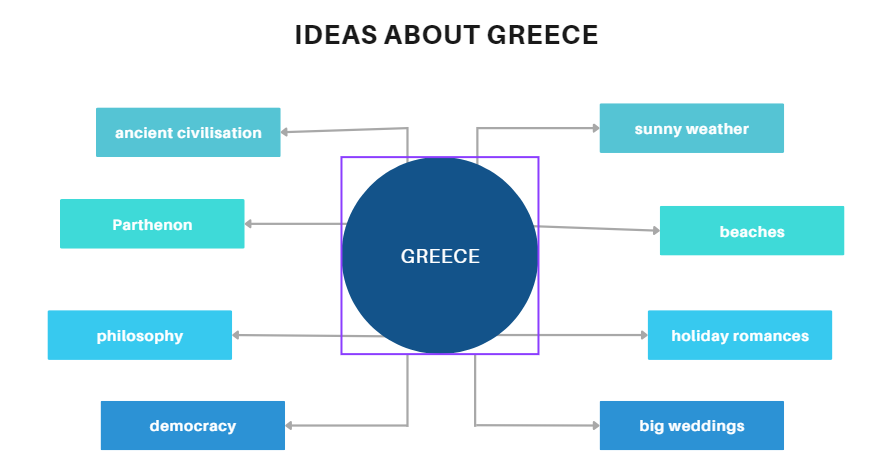 IDEAS ABOUT GREECE
ancient civilisation
sunny weather
Parthenon
beaches
GREECE
philosophy
holiday romances
democracy
big weddings